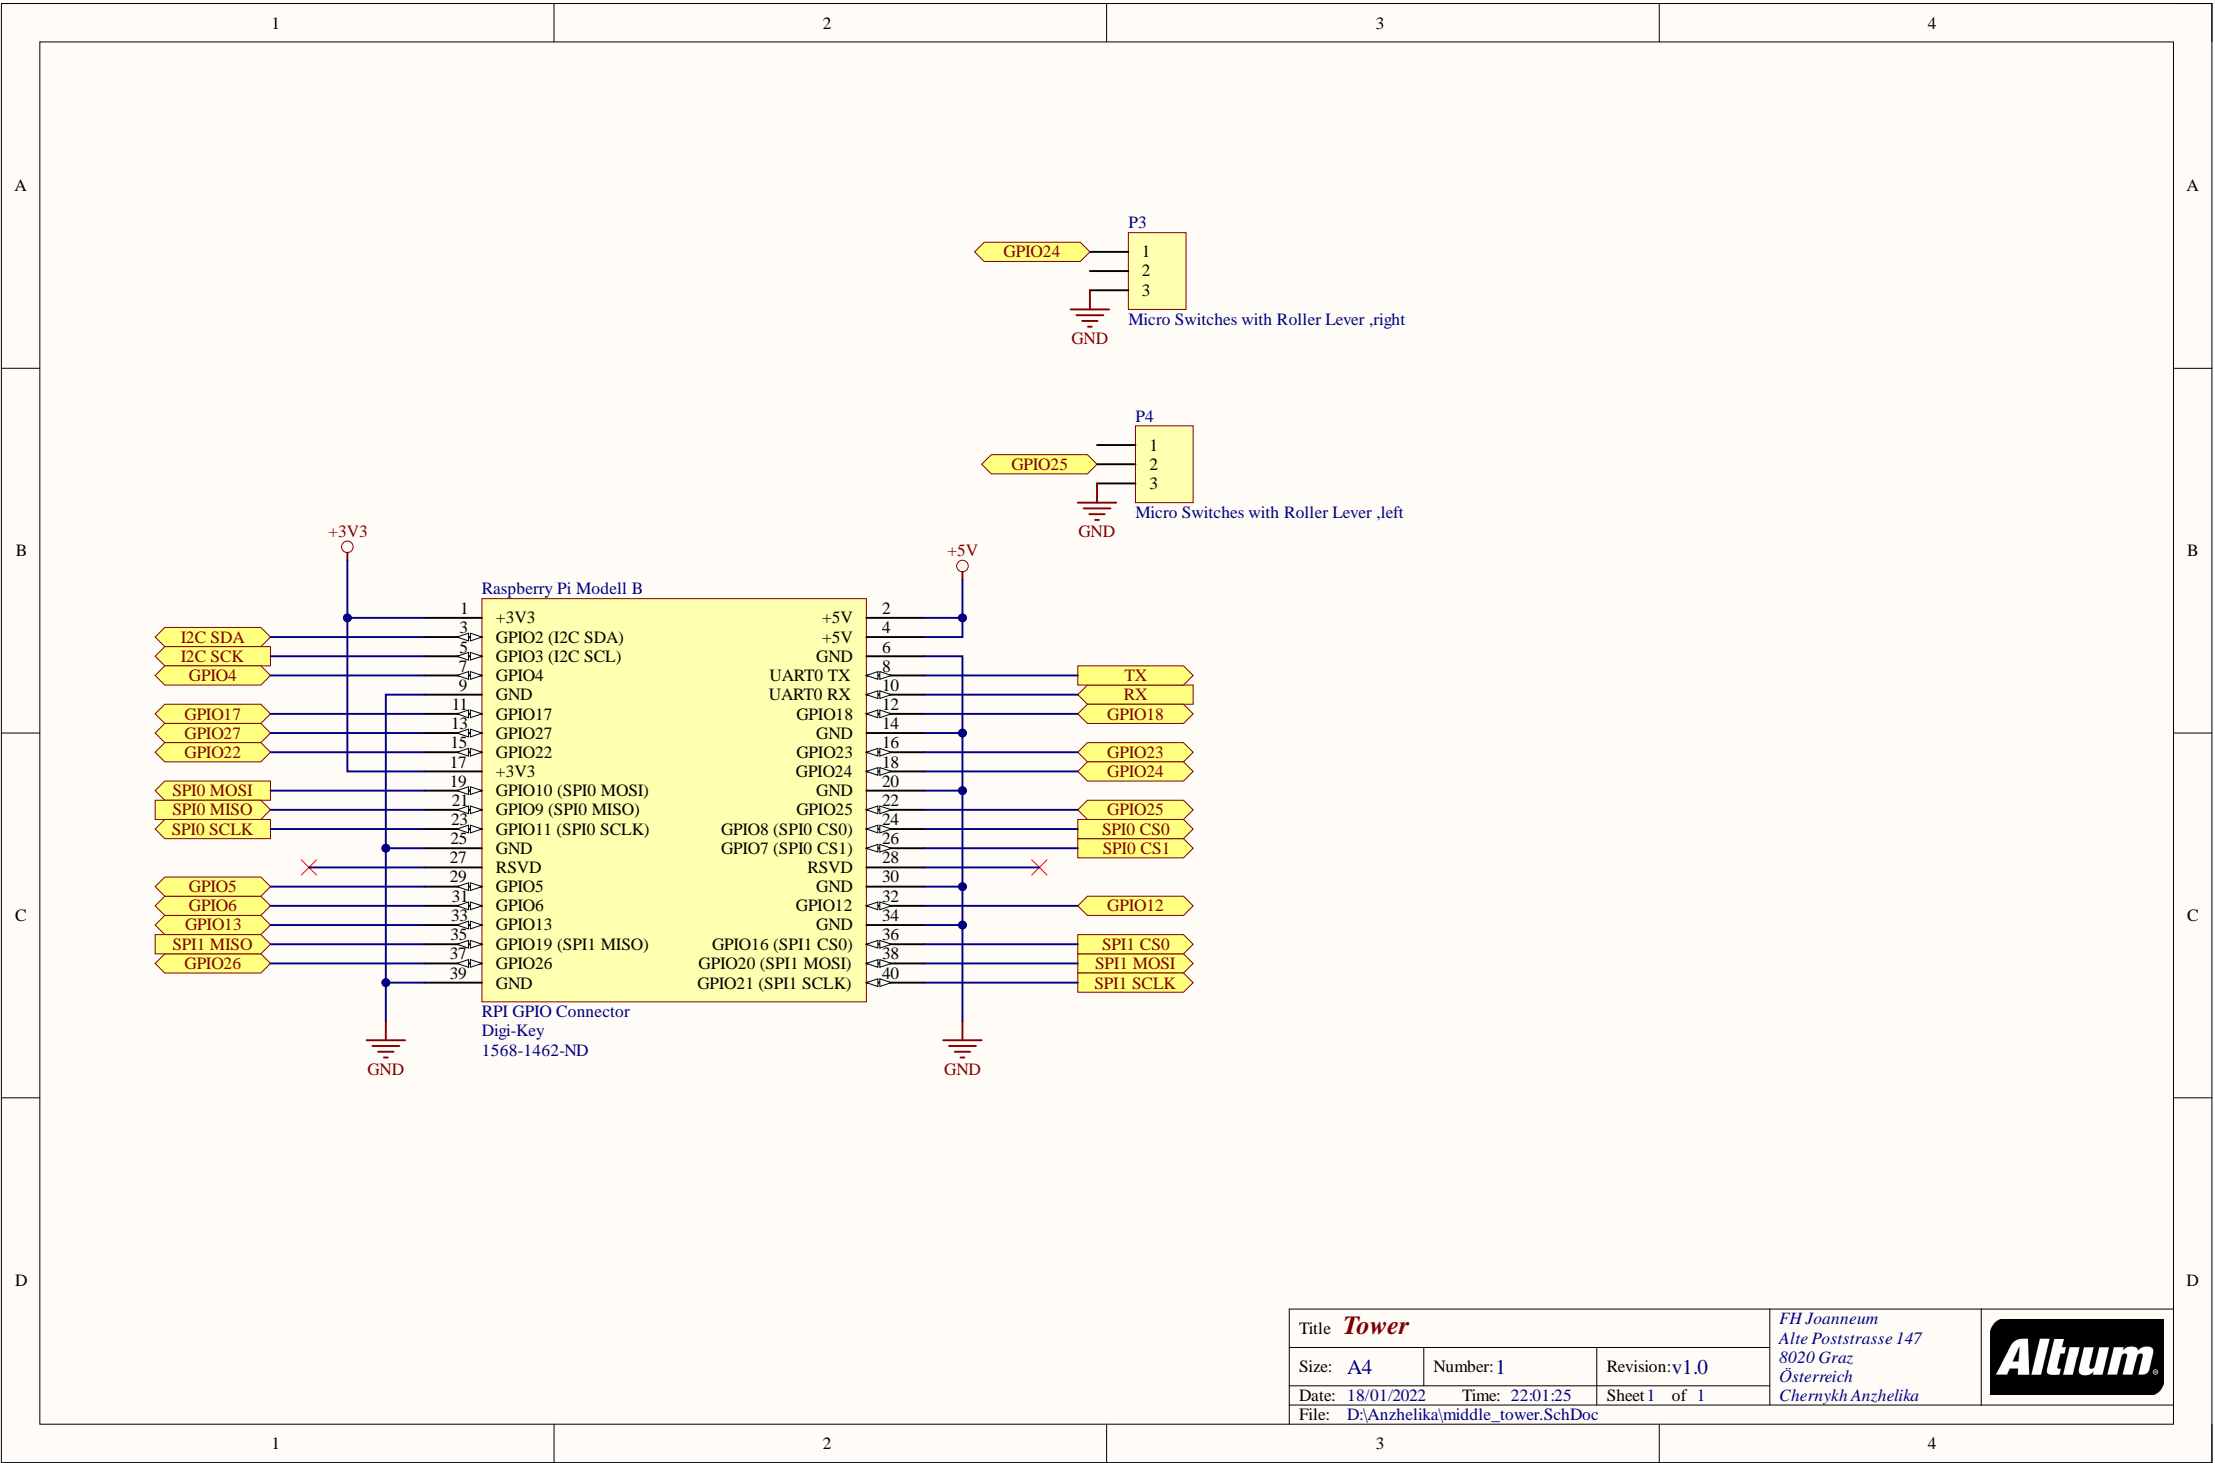 1 2 3 4
A A
P3
GPIO24 1
2
3
GND
Micro Switches with Roller Lever ,right
P4
1
GPIO25 2
3
GND
Micro Switches with Roller Lever ,left
B B
+3V3
+5V
Raspberry Pi Modell B
1 +3V3 +5V 2
I2C SDA 3 GPIO2 (I2C SDA) +5V 4
I2C SCK 5 GPIO3 (I2C SCL) GND 6
GPIO4 7 GPIO4 UART0 TX 8 TX
9 GND UART0 RX 10 RX
GPIO17 11 GPIO17 GPIO18 12 GPIO18
GPIO27 13 GPIO27 GND 14
GPIO22 15 GPIO22 GPIO23 16 GPIO23
17 +3V3 GPIO24 18 GPIO24
SPI0 MOSI 19 GPIO10 (SPI0 MOSI) GND 20
SPI0 MISO 21 GPIO9 (SPI0 MISO) GPIO25 22 GPIO25
SPI0 SCLK 23 GPIO11 (SPI0 SCLK) GPIO8 (SPI0 CS0) 24 SPI0 CS0
25 GND GPIO7 (SPI0 CS1) 26 SPI0 CS1
27 RSVD RSVD 28
GPIO5 29 GPIO5 GND 30
GPIO6 31 GPIO6 GPIO12 32 GPIO12
GPIO13 33 GPIO13 GND 34
SPI1 MISO 35 GPIO19 (SPI1 MISO) GPIO16 (SPI1 CS0) 36 SPI1 CS0
GPIO26 37 GPIO26 GPIO20 (SPI1 MOSI) 38 SPI1 MOSI
39 GND GPIO21 (SPI1 SCLK) 40 SPI1 SCLK
RPI GPIO Connector
Digi-Key
1568-1462-ND
GND GND
C C
D D
Title Tower
Size: A4 Number: 1 Revision: v1.0
Date: 18/01/2022 Time: 22:01:25 Sheet 1 of 1
File: D:\Anzhelika\middle_tower.SchDoc
FH Joanneum
Alte Poststrasse 147
8020 Graz
Österreich
Chernykh Anzhelika
Altium
1 2 3 4